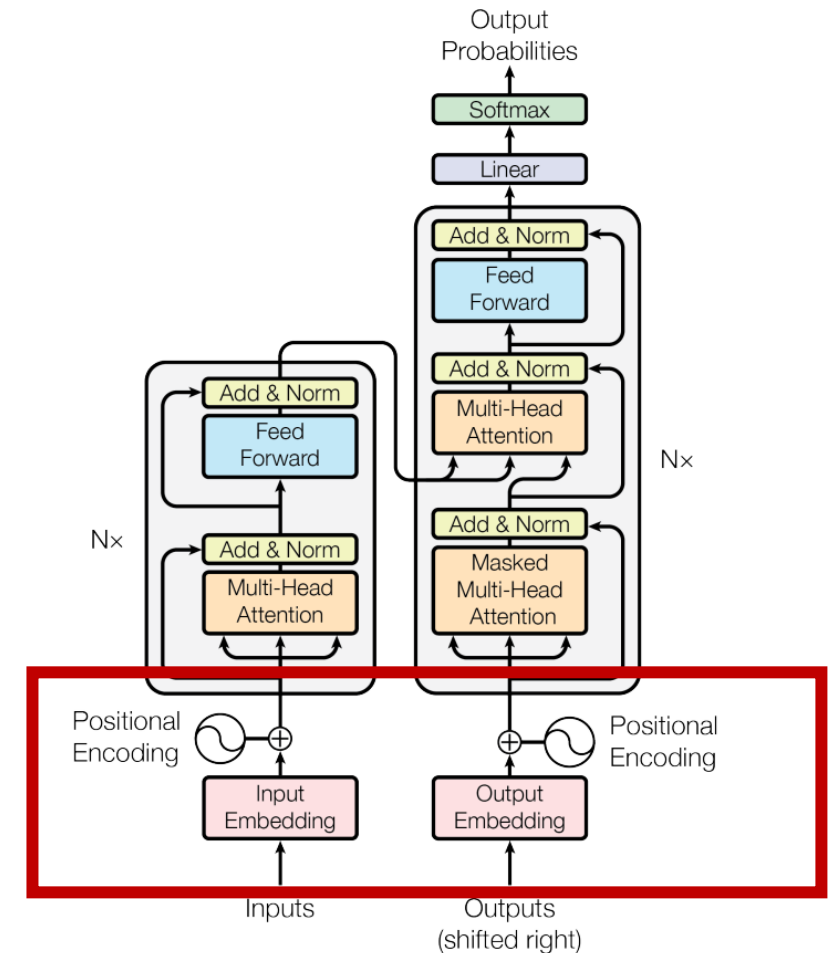 Output
Probabilities
Softmax
Linear
Add & Norm
Feed
Forward
Add & Norm
Multi-Head
Attention
Nx
Add & Norm
Masked
Multi-Head
Attention
Add & Norm
Feed
Forward
Nx
Add & Norm
Multi-Head
Attention
Positional
Encoding
Input
Embedding
Inputs
Positional
Encoding
Output
Embedding
Outputs
(shifted right)